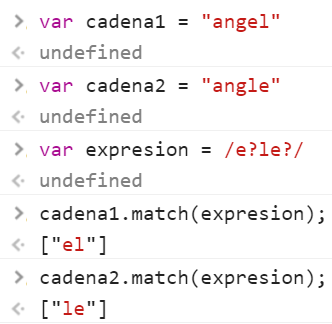 > var cadena1 = "angel"
< undefined
> var cadena2 = "angle"
< undefined
> var expresion = /e?le?/
< undefined
> cadena1.match(expresion);
< ["el"]
> cadena2.match(expresion);
< ["le"]